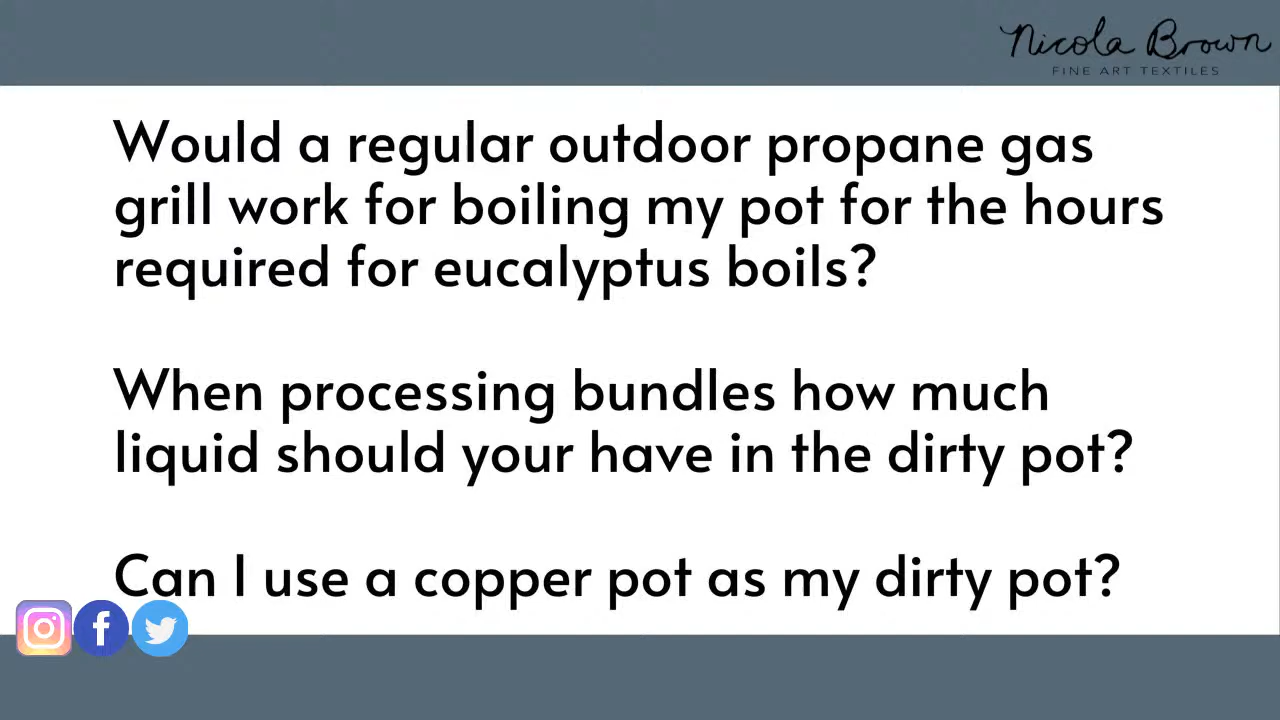 Nicola Brown
FINE ART TEXTILES
Would a regular outdoor propane gas
grill work for boiling my pot for the hours
required for eucalyptus boils?
When processing bundles how much
liquid should your have in the dirty pot?
Can I use a copper pot as my dirty pot?